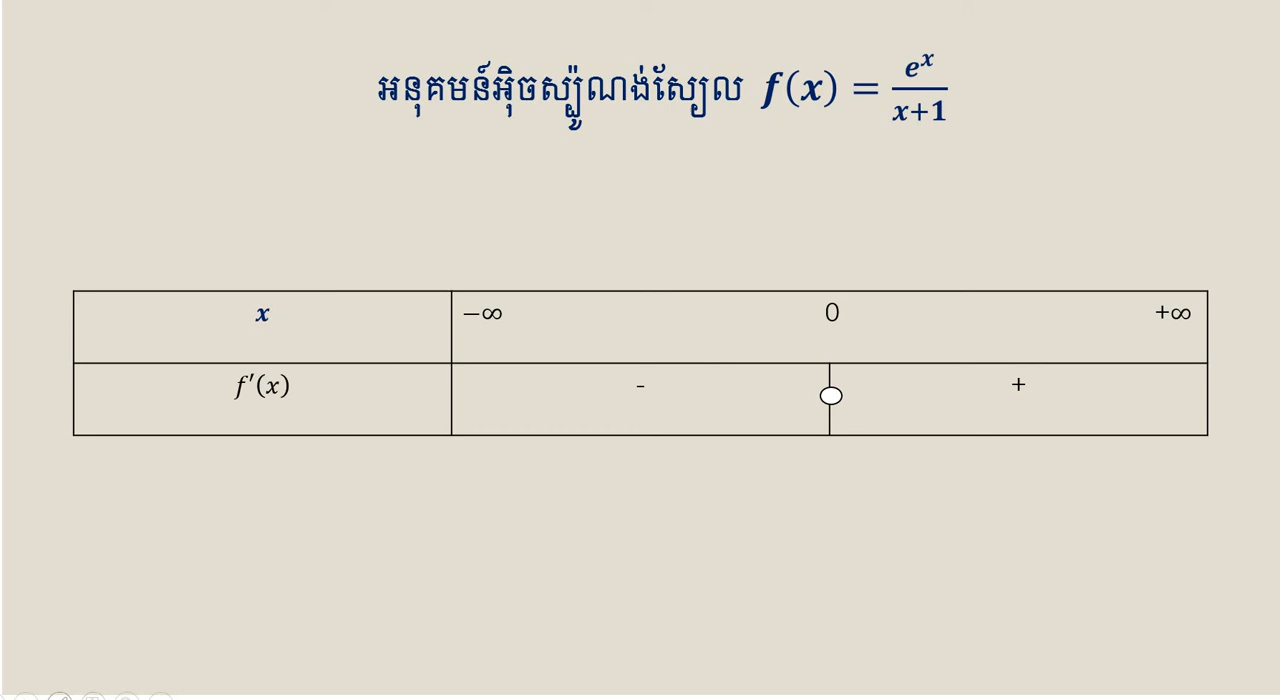 អនុគមន៍អ៊ិចស្ប៉ូណង់ស្យែល f(x) = e^x/(x+1)
x −∞ 0 +∞
f′(x) - +